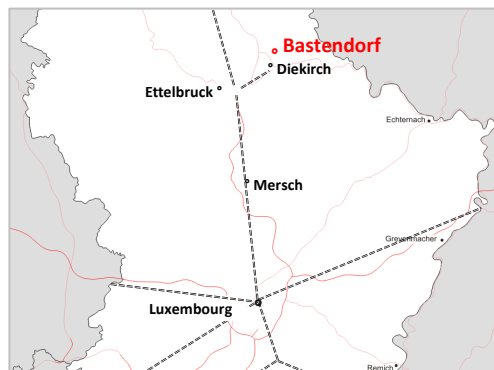 Bastendorf
Diekirch
Ettelbruck
Echternach
Mersch
Grevenmacher
Luxembourg
Remich